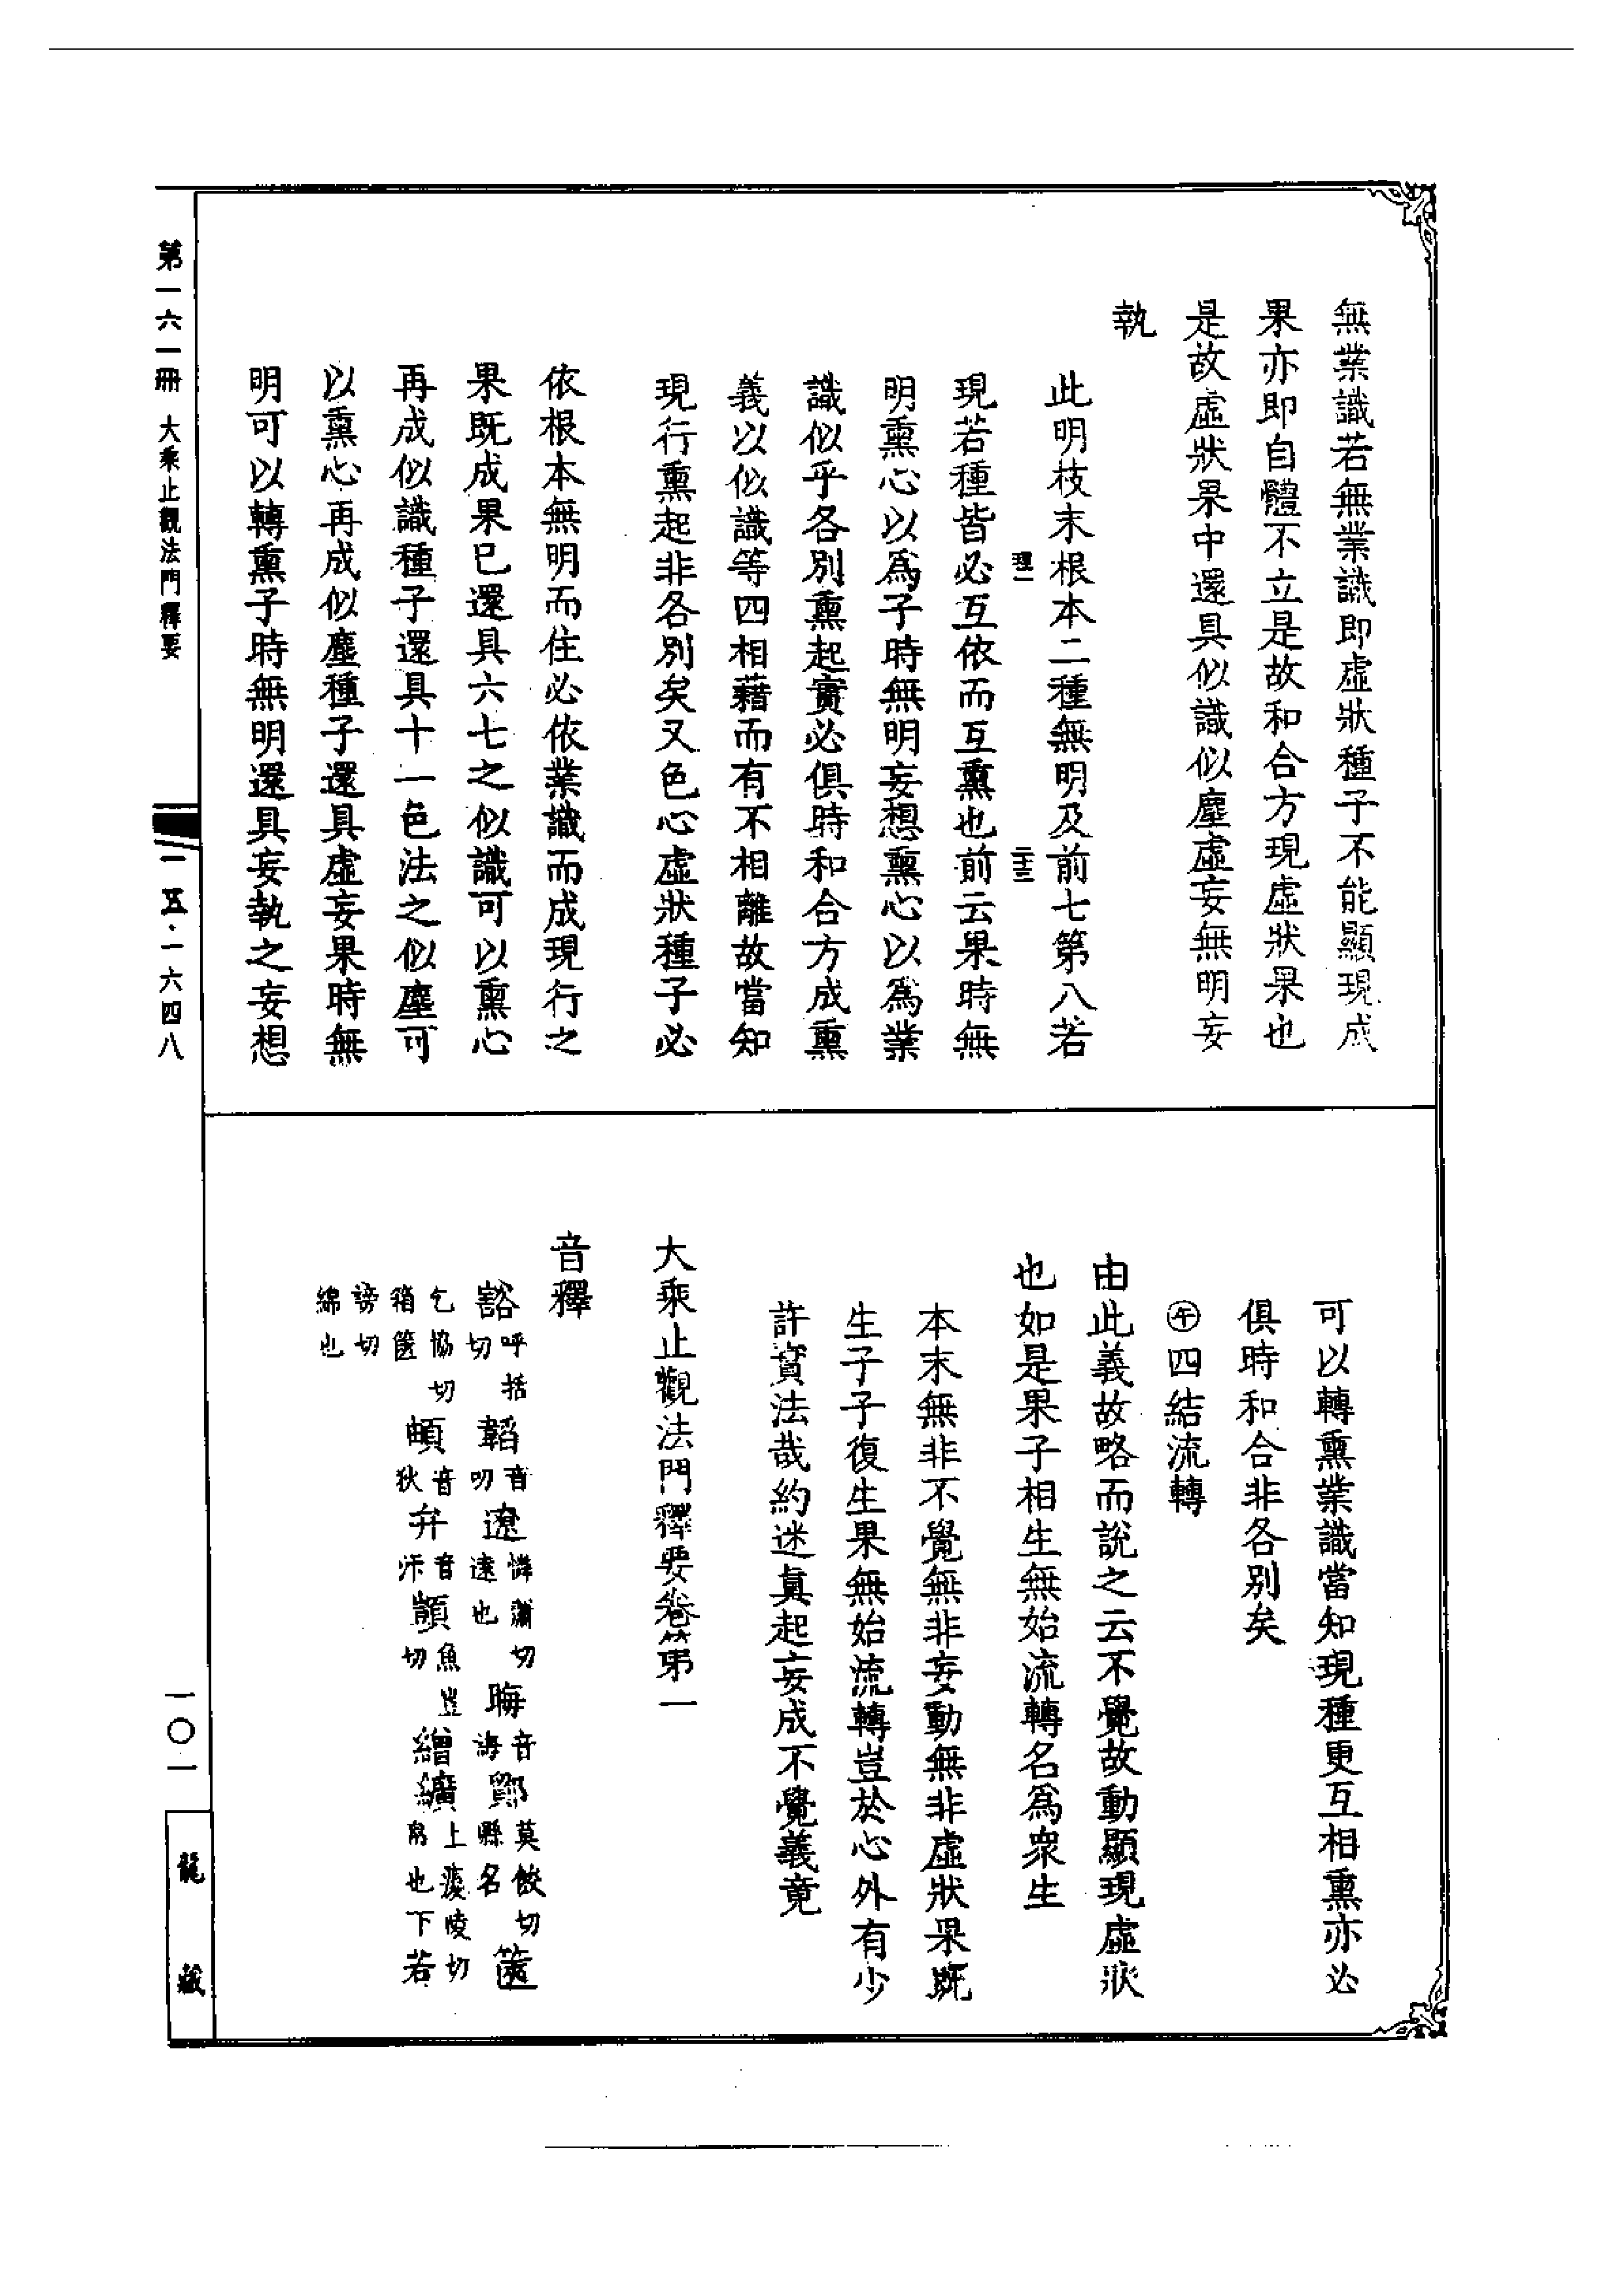 無業識若無業識即虛狀種子不能顯現成
果亦即自體不立是故和合方現虛狀果也
是故虛狀果中還具似識似塵虛妄無明妄
執
此明枝末根本二種無明及前七第八若
現若種皆必互依而互熏也前云果時無
明熏心以為子時無明妄想熏心以為業
識似乎各別熏起實必俱時和合方成熏
義以似識等四相藉而有不相離故當知
現行熏起非各別矣又色心虛狀種子必
依根本無明而住必依業識而成現行之
果既成果已還具六七之似識可以熏心
再成似識種子還具十一色法之似塵可
以熏心再成似塵種子還具虛妄果時無
明可以轉熏子時無明還具妄執之妄想
可以轉熏業識當知現種更互相熏亦必
俱時和合非各別矣
㊉四結流轉
由此義故略而說之云不覺故動顯現虛狀
也如是果子相生無始流轉名為眾生
本末無非不覺無非妄動無非虛狀果既
生子子復生果無始流轉豈於心外有少
許實法哉約迷真起妄成不覺義竟
大乘止觀法門釋要卷第一
音釋
豁 呼括切 韜 音叨 遼 憐蕭切遠也 晦 音誨 鄮 莫候切縣名 篋
乞協切箱篋 頔 音狄 弁 音汴 顗 魚豈切 繒纊 上疾陵切帛也下苦
謗切綿也
第一六一冊 大乘止觀法門釋要
一五·一六四八
一〇一
龍藏